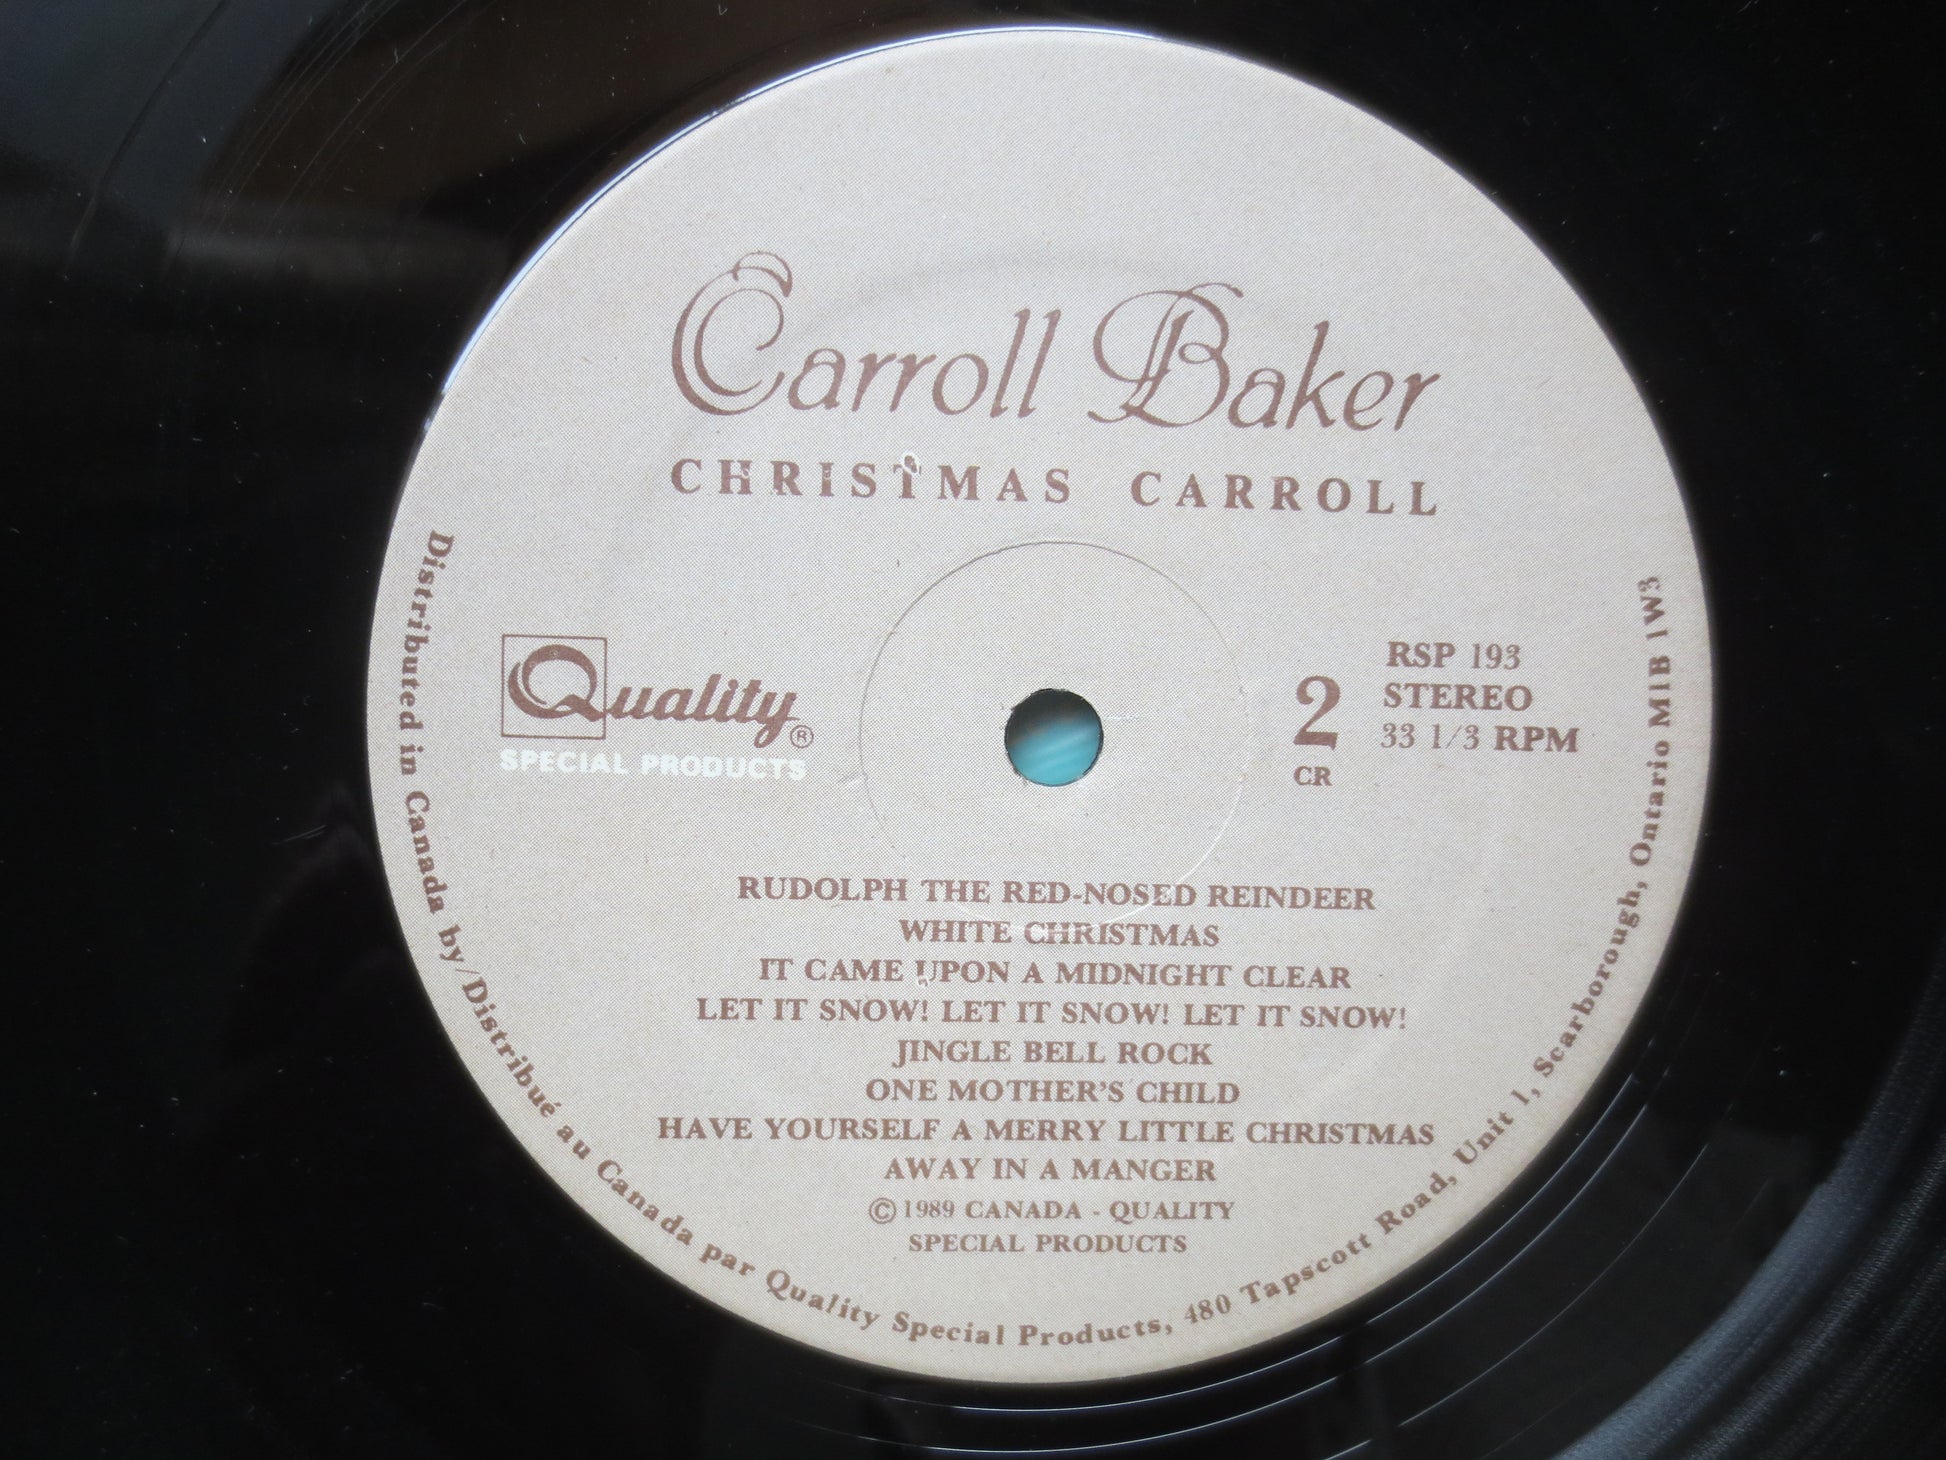 Carroll Baker
CHRISTMAS CARROLL
Quality®
SPECIAL PRODUCTS
2
CR
RSP 193
STEREO
33 1/3 RPM
RUDOLPH THE RED-NOSED REINDEER
WHITE CHRISTMAS
IT CAME UPON A MIDNIGHT CLEAR
LET IT SNOW! LET IT SNOW! LET IT SNOW!
JINGLE BELL ROCK
ONE MOTHER'S CHILD
HAVE YOURSELF A MERRY LITTLE CHRISTMAS
AWAY IN A MANGER
© 1989 CANADA - QUALITY
SPECIAL PRODUCTS
Distributed in Canada by/Distribué au Canada par Quality Special Products, 480 Tapscott Road, Unit 1, Scarborough, Ontario M1B 1W3